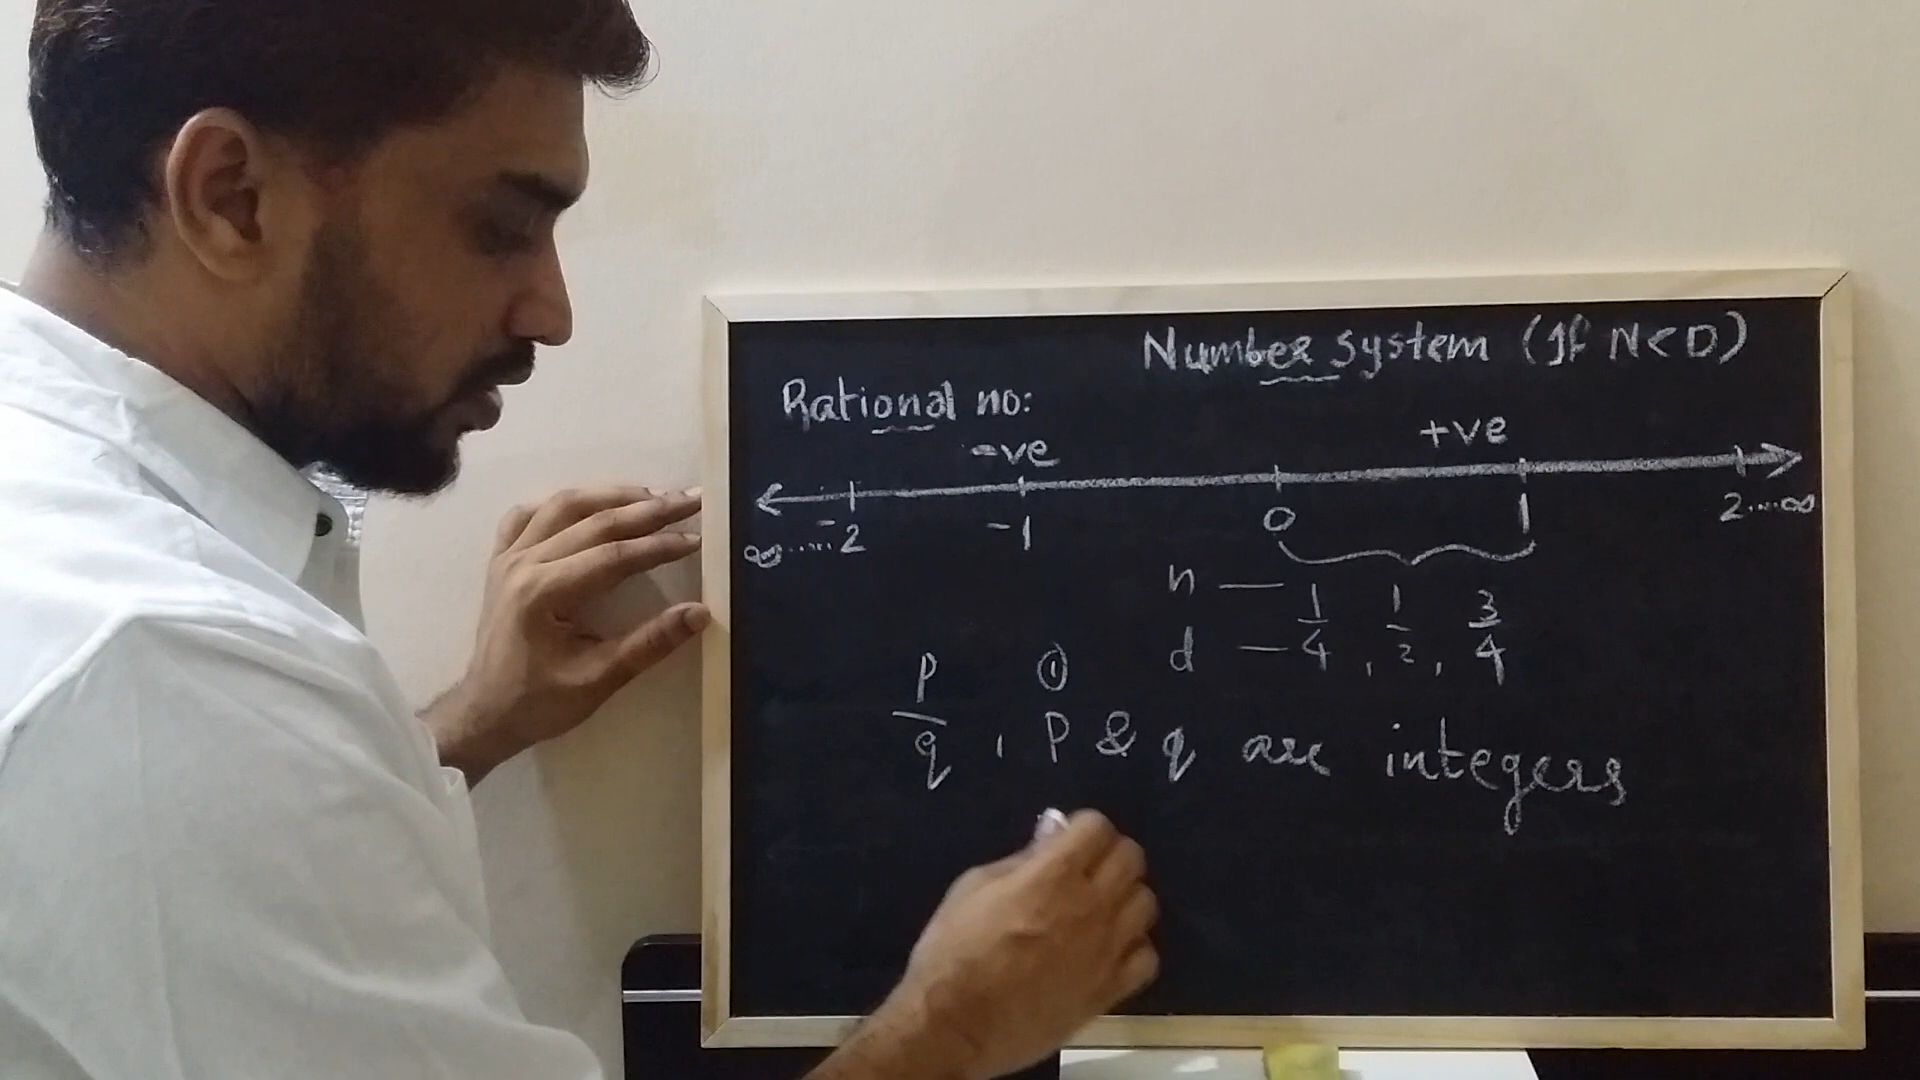 Number system (If N<D)
Rational no:
-ve +ve
∞.....-2 -1 0 1 2.....∞
n — 1/4, 1/2, 3/4
d —
①
p/q , p & q are integers